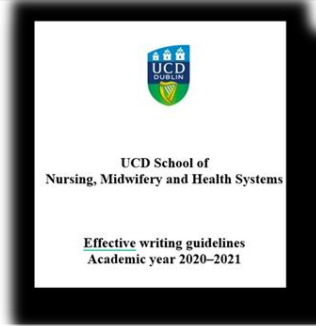 UCD
DUBLIN
UCD School of
Nursing, Midwifery and Health Systems
Effective writing guidelines
Academic year 2020–2021